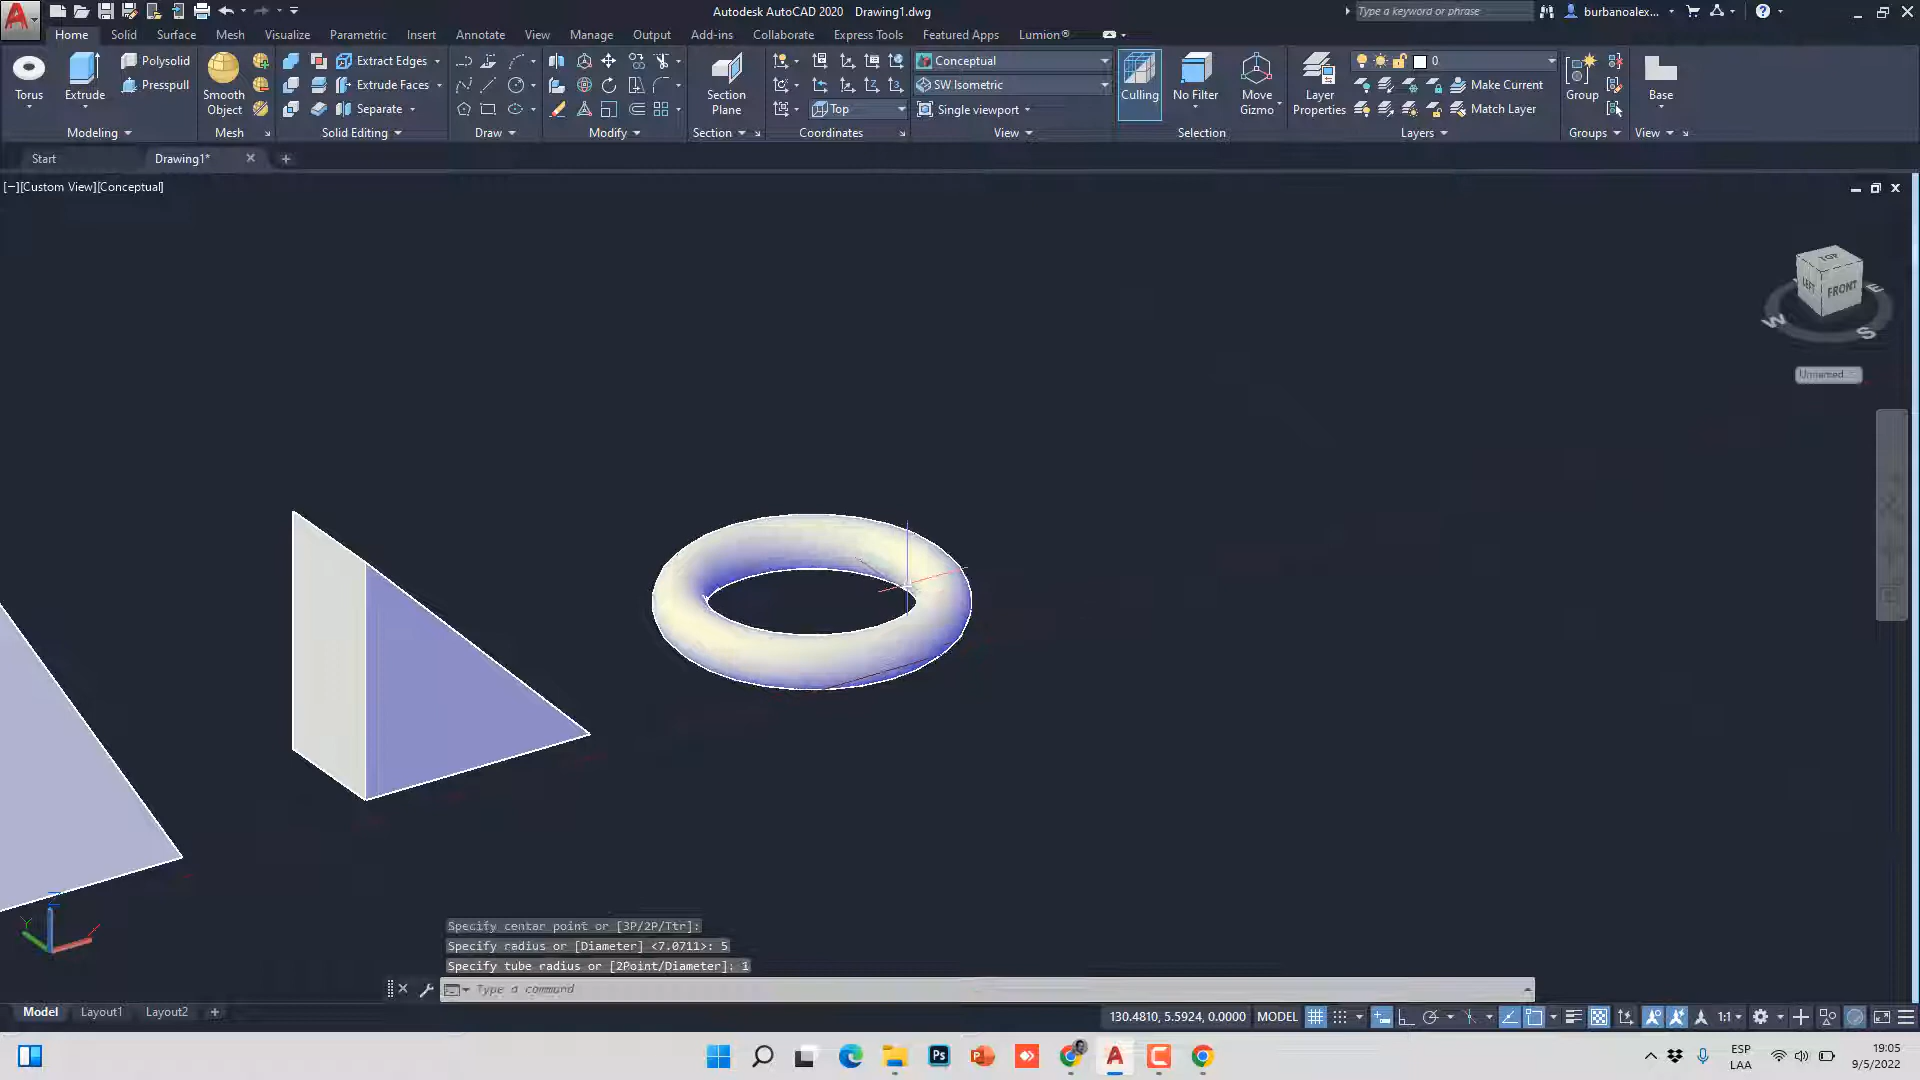 Autodesk AutoCAD 2020 Drawing1.dwg
Type a keyword or phrase
burbanoalex...
Home Solid Surface Mesh Visualize Parametric Insert Annotate View Manage Output Add-ins Collaborate Express Tools Featured Apps Lumion®
Torus
Extrude
Polysolid
Presspull
Modeling
Smooth Object
Mesh
Extract Edges
Extrude Faces
Separate
Solid Editing
Draw
Modify
Section Plane
Section
Top
Coordinates
Conceptual
SW Isometric
Single viewport
View
Culling
No Filter
Move Gizmo
Selection
Layer Properties
0
Make Current
Match Layer
Layers
Group
Groups
Base
View
Start
Drawing1*
[−][Custom View][Conceptual]
TOP
LEFT
FRONT
W
S
E
Unnamed
Y
Specify center point or [3P/2P/Ttr]:
Specify radius or [Diameter] <7.0711>: 5
Specify tube radius or [2Point/Diameter]: 1
Type a command
Model Layout1 Layout2
130.4810, 5.5924, 0.0000 MODEL
1:1
Ps
ESP
LAA
19:05
9/5/2022